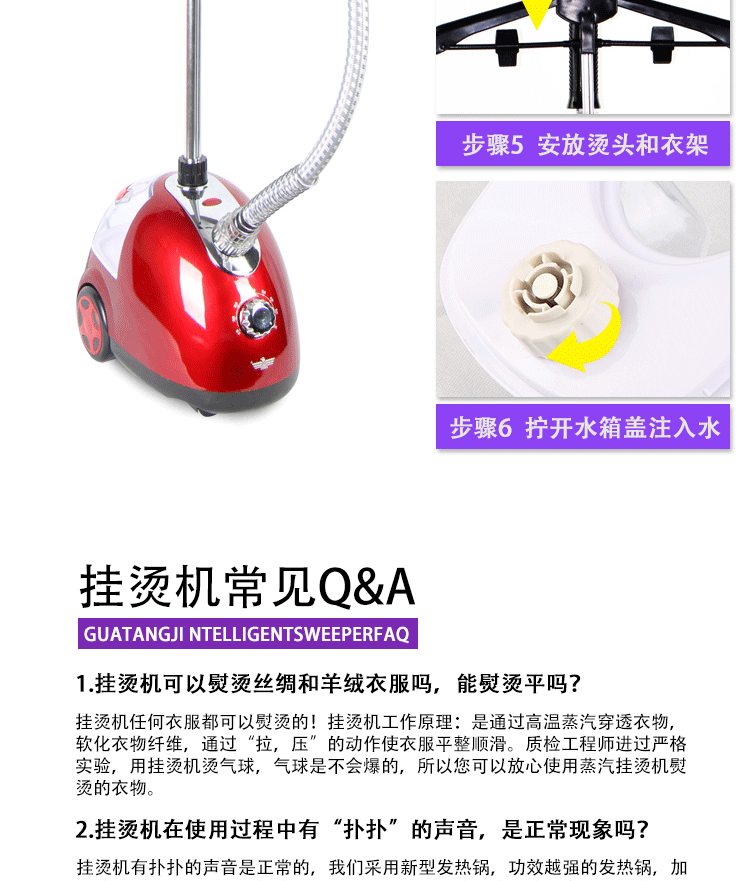 步骤5 安放烫头和衣架
步骤6 拧开水箱盖注入水
挂烫机常见Q&A
GUATANGJI NTELLIGENTSWEEPERFAQ
1.挂烫机可以熨烫丝绸和羊绒衣服吗，能熨烫平吗？
挂烫机任何衣服都可以熨烫的！挂烫机工作原理：是通过高温蒸汽穿透衣物，
软化衣物纤维，通过“拉，压”的动作使衣服平整顺滑。质检工程师进过严格
实验，用挂烫机烫气球，气球是不会爆的，所以您可以放心使用蒸汽挂烫机熨
烫的衣物。
2.挂烫机在使用过程中有“扑扑”的声音，是正常现象吗？
挂烫机有扑扑的声音是正常的，我们采用新型发热锅，功效越强的发热锅，加